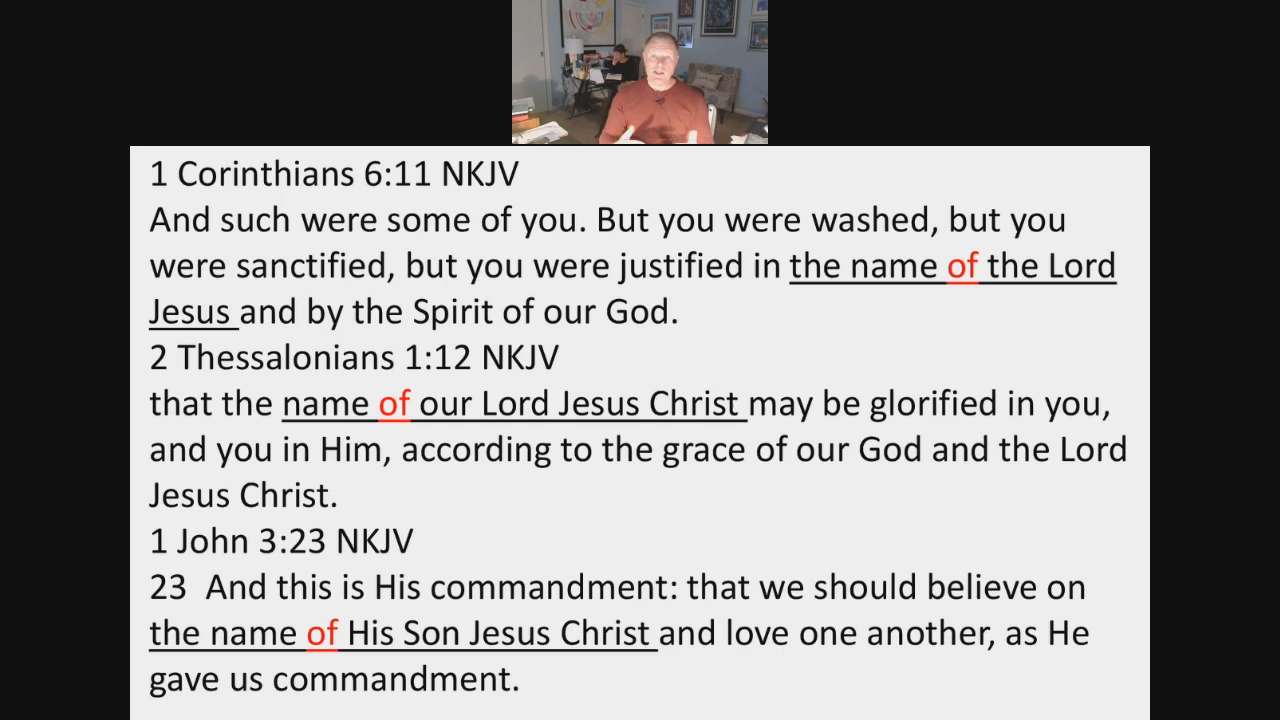 1 Corinthians 6:11 NKJV
And such were some of you. But you were washed, but you
were sanctified, but you were justified in the name of the Lord
Jesus and by the Spirit of our God.
2 Thessalonians 1:12 NKJV
that the name of our Lord Jesus Christ may be glorified in you,
and you in Him, according to the grace of our God and the Lord
Jesus Christ.
1 John 3:23 NKJV
23  And this is His commandment: that we should believe on
the name of His Son Jesus Christ and love one another, as He
gave us commandment.